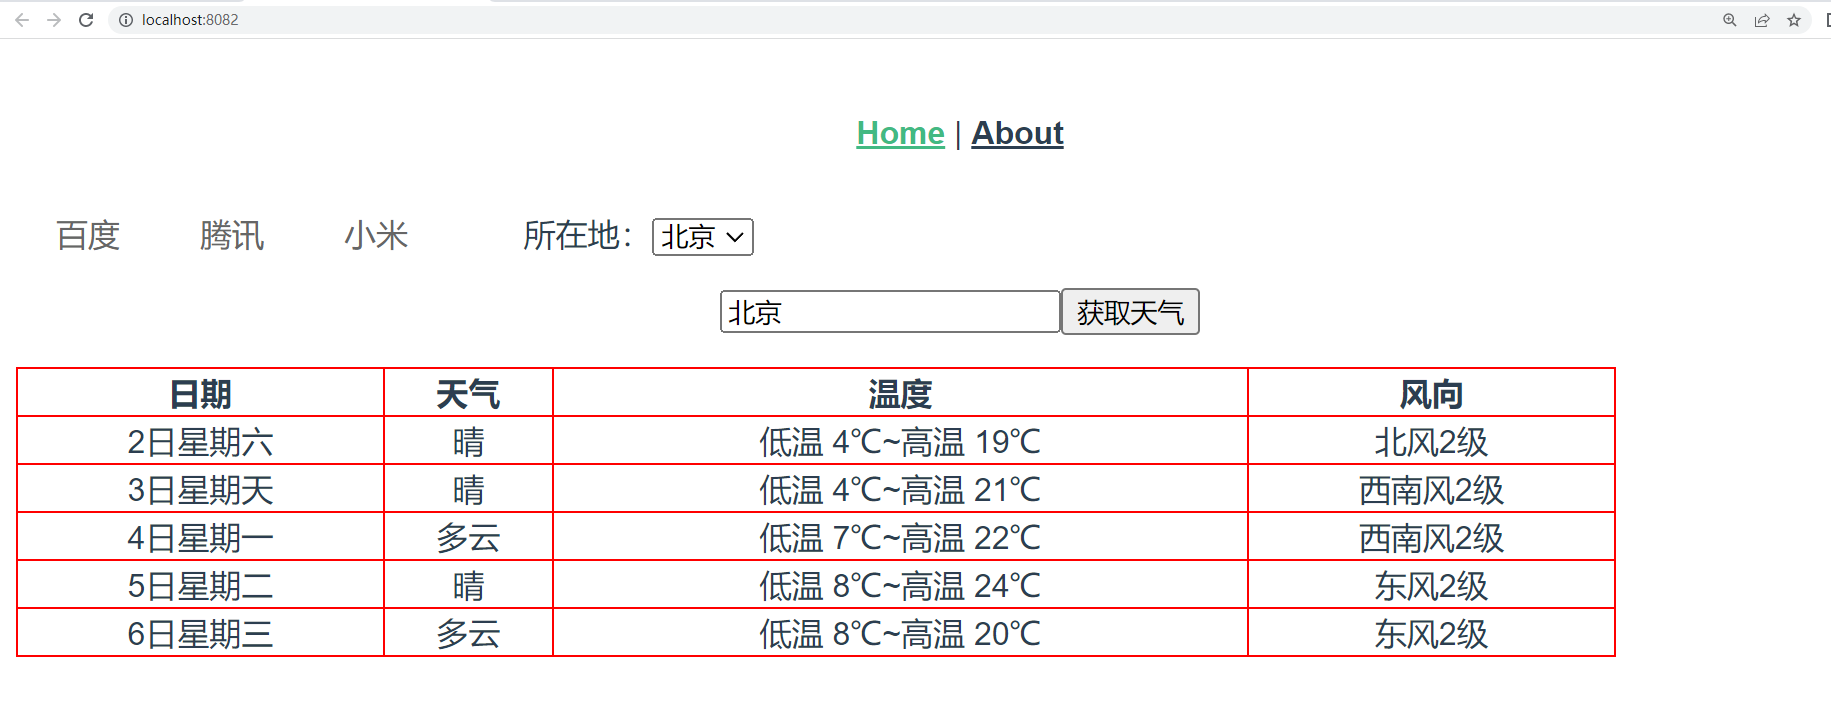 localhost:8082
Home | About
百度 腾讯 小米 所在地： 北京
北京 获取天气
日期 天气 温度 风向
2日星期六 晴 低温 4℃~高温 19℃ 北风2级
3日星期天 晴 低温 4℃~高温 21℃ 西南风2级
4日星期一 多云 低温 7℃~高温 22℃ 西南风2级
5日星期二 晴 低温 8℃~高温 24℃ 东风2级
6日星期三 多云 低温 8℃~高温 20℃ 东风2级